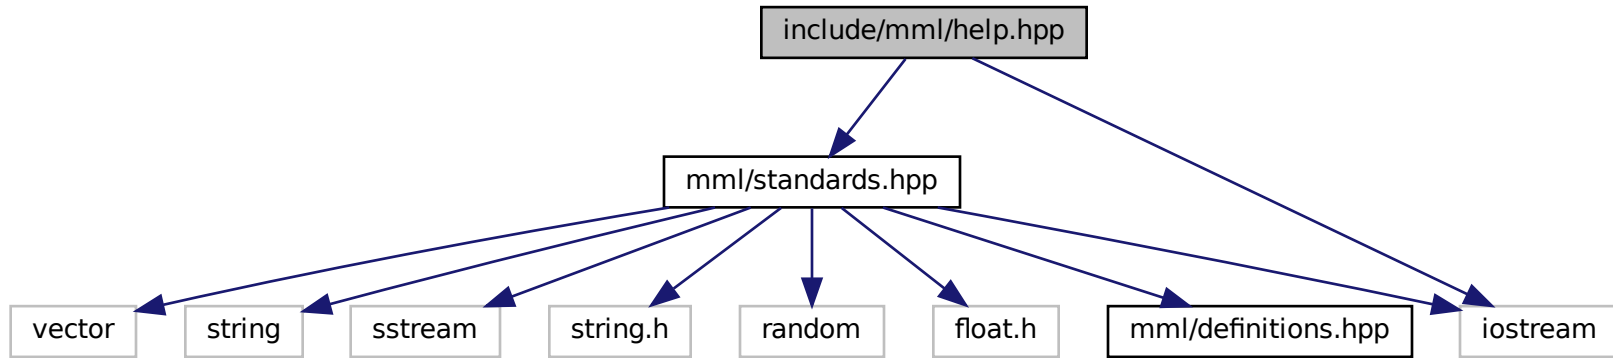 include/mml/help.hpp
mml/standards.hpp
vector
string
sstream
string.h
random
float.h
mml/definitions.hpp
iostream